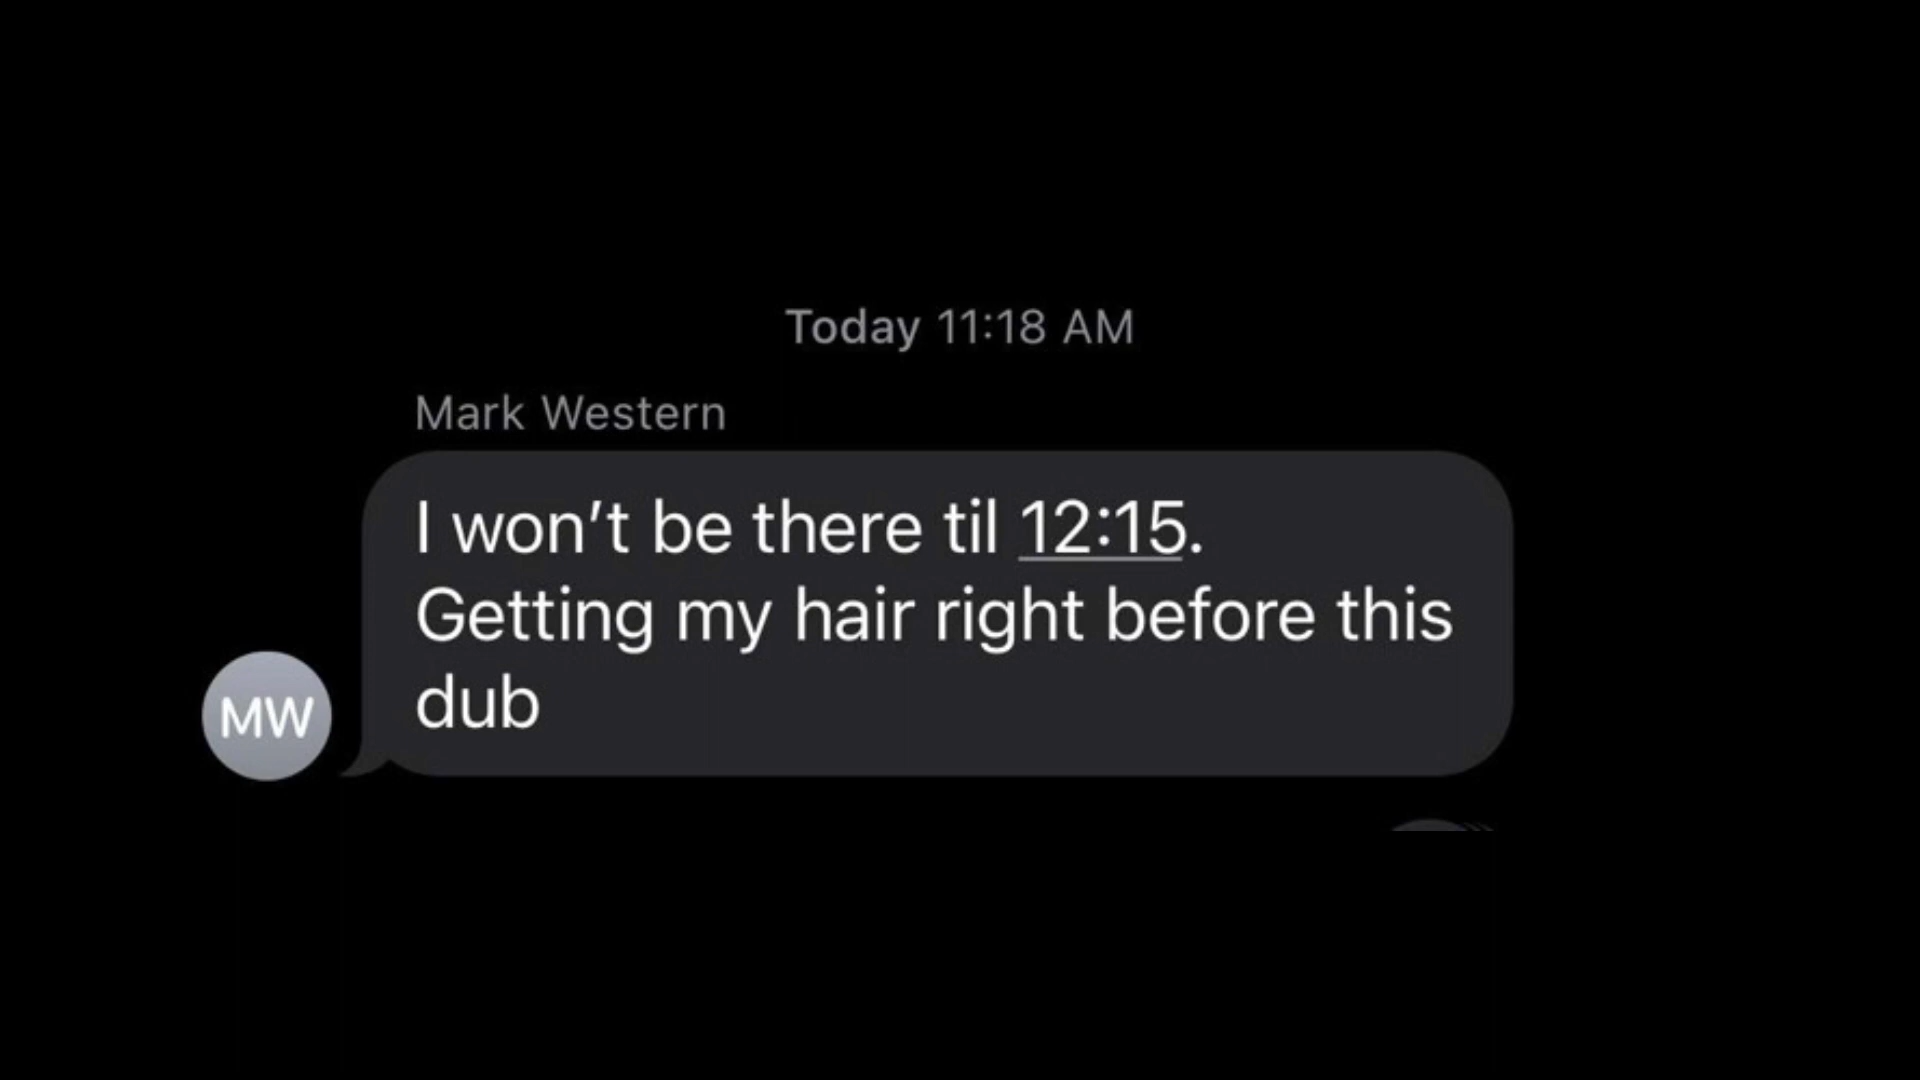 Today 11:18 AM
Mark Western
I won’t be there til 12:15.
Getting my hair right before this
dub
MW